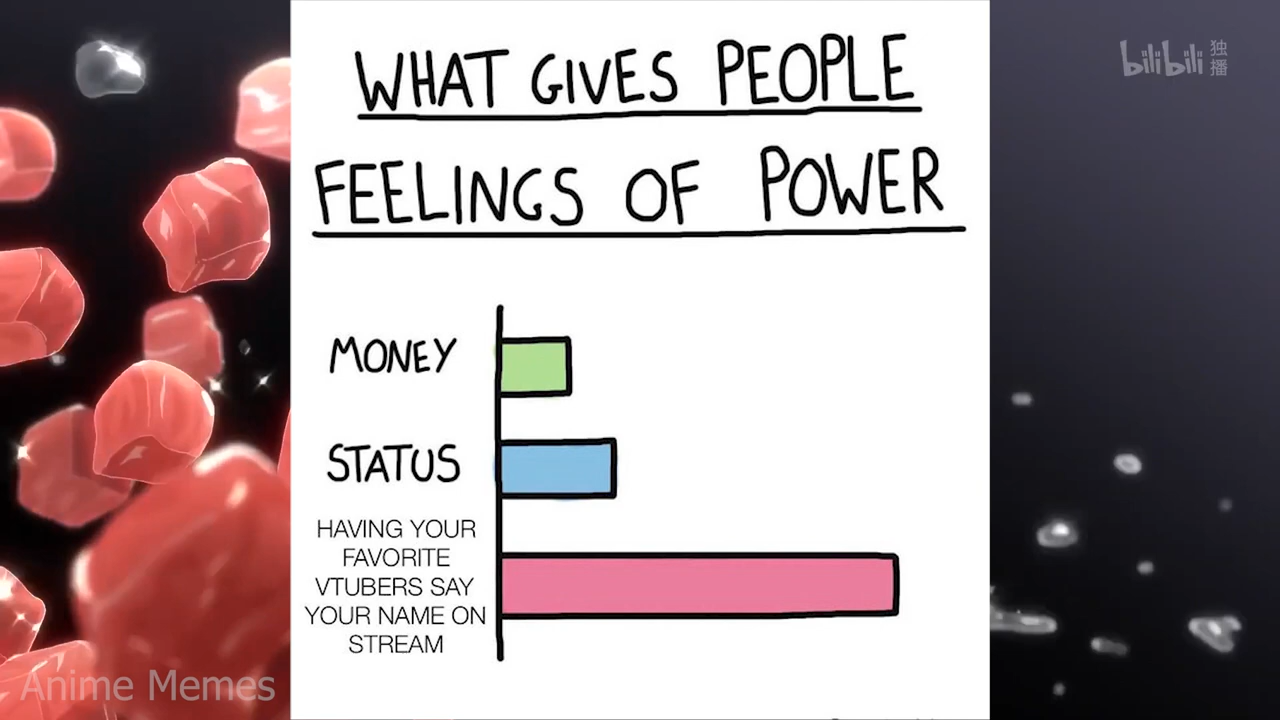 WHAT GIVES PEOPLE
FEELINGS OF POWER
bilibili 独播
MONEY
STATUS
HAVING YOUR
FAVORITE
VTUBERS SAY
YOUR NAME ON
STREAM
Anime Memes